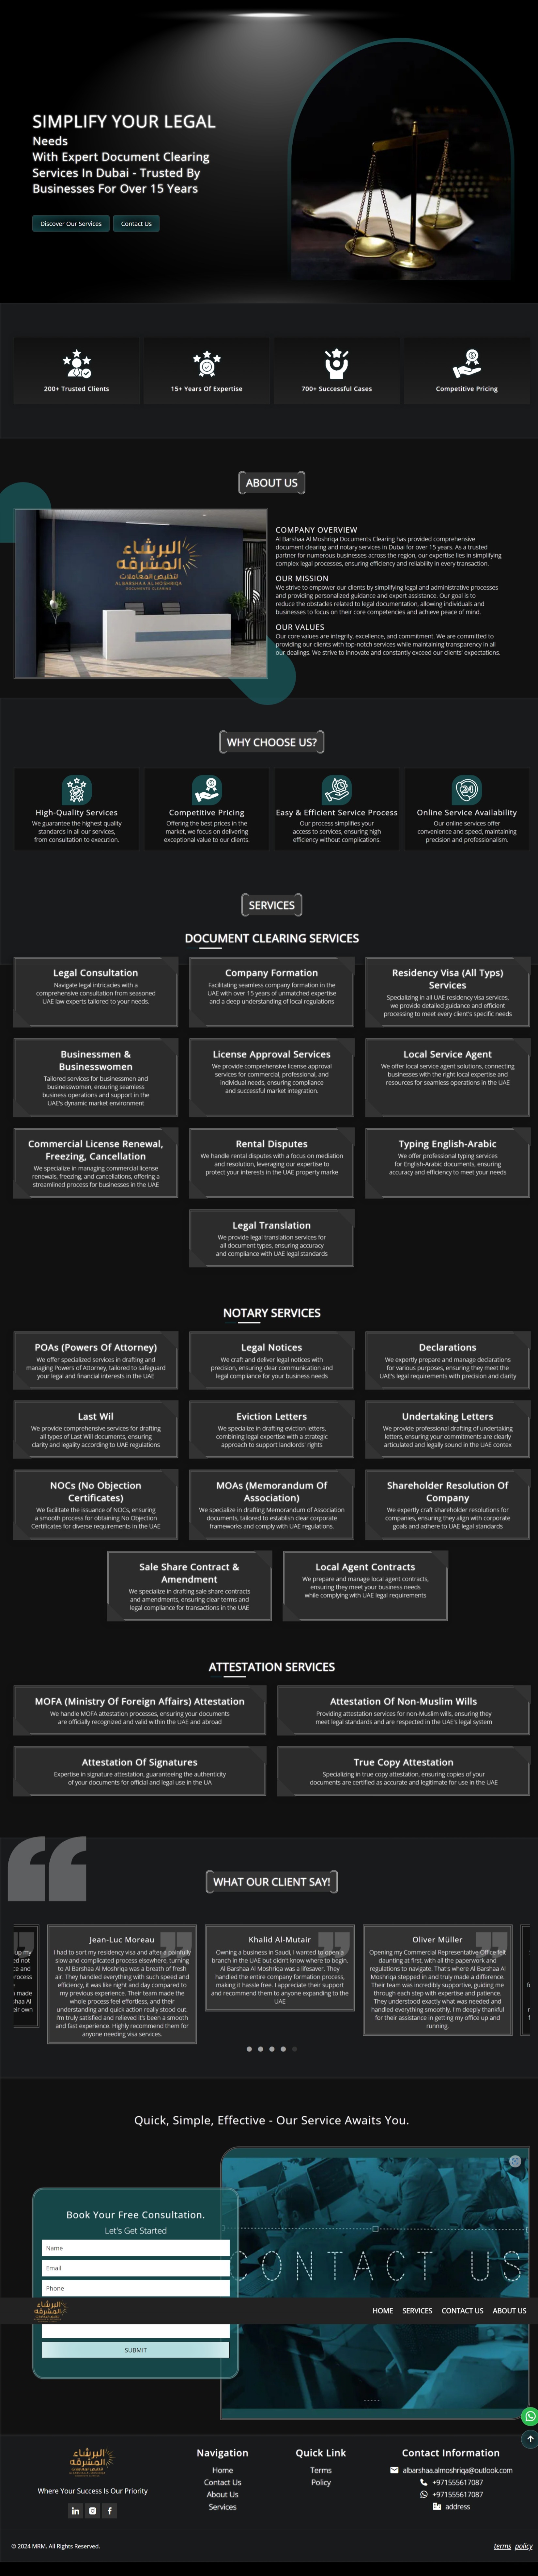 SIMPLIFY YOUR LEGAL
Needs
With Expert Document Clearing
Services In Dubai - Trusted By
Businesses For Over 15 Years
Discover Our Services
Contact Us
200+ Trusted Clients
15+ Years Of Expertise
700+ Successful Cases
Competitive Pricing
ABOUT US
البرشاء
المشرقه
لتخليص المعاملات
ALBARSHAA AL MOSHRIQA
DOCUMENTS CLEARING
COMPANY OVERVIEW
Al Barshaa Al Moshriqa Documents Clearing has provided comprehensive
document clearing and notary services in Dubai for over 15 years. As a trusted
partner for numerous businesses across the region, our expertise lies in simplifying
complex legal processes, ensuring efficiency and reliability in every transaction.
OUR MISSION
We strive to empower our clients by simplifying legal and administrative processes
and providing personalized guidance and expert assistance. Our goal is to
reduce the obstacles related to legal documentation, allowing individuals and
businesses to focus on their core competencies and achieve peace of mind.
OUR VALUES
Our core values are integrity, excellence, and commitment. We are committed to
providing our clients with top-notch services while maintaining transparency in all
our dealings. We strive to innovate and constantly exceed our clients' expectations.
WHY CHOOSE US?
High-Quality Services
We guarantee the highest quality
standards in all our services,
from consultation to execution.
Competitive Pricing
Offering the best prices in the
market, we focus on delivering
exceptional value to our clients.
Easy & Efficient Service Process
Our process simplifies your
access to services, ensuring high
efficiency without complications.
24
Online Service Availability
Our online services offer
convenience and speed, maintaining
precision and professionalism.
SERVICES
DOCUMENT CLEARING SERVICES
Legal Consultation
Navigate legal intricacies with a
comprehensive consultation from seasoned
UAE law experts tailored to your needs.
Company Formation
Facilitating seamless company formation in the
UAE with over 15 years of unmatched expertise
and a deep understanding of local regulations
Residency Visa (All Typs)
Services
Specializing in all UAE residency visa services,
we provide detailed guidance and efficient
processing to meet every client's specific needs
Businessmen &
Businesswomen
Tailored services for businessmen and
businesswomen, ensuring seamless
business operations and support in the
UAE's dynamic market environment
License Approval Services
We provide comprehensive license approval
services for commercial, professional, and
individual needs, ensuring compliance
and successful market integration.
Local Service Agent
We offer local service agent solutions, connecting
businesses with the right local expertise and
resources for seamless operations in the UAE
Commercial License Renewal,
Freezing, Cancellation
We specialize in managing commercial license
renewals, freezing, and cancellations, offering a
streamlined process for businesses in the UAE
Rental Disputes
We handle rental disputes with a focus on mediation
and resolution, leveraging our expertise to
protect your interests in the UAE property marke
Typing English-Arabic
We offer professional typing services
for English-Arabic documents, ensuring
accuracy and efficiency to meet your needs
Legal Translation
We provide legal translation services for
all document types, ensuring accuracy
and compliance with UAE legal standards
NOTARY SERVICES
POAs (Powers Of Attorney)
We offer specialized services in drafting and
managing Powers of Attorney, tailored to safeguard
your legal and financial interests in the UAE
Legal Notices
We craft and deliver legal notices with
precision, ensuring clear communication and
legal compliance for your business needs
Declarations
We expertly prepare and manage declarations
for various purposes, ensuring they meet the
UAE's legal requirements with precision and clarity
Last Wil
We provide comprehensive services for drafting
all types of Last Will documents, ensuring
clarity and legality according to UAE regulations
Eviction Letters
We specialize in drafting eviction letters,
combining legal expertise with a strategic
approach to support landlords' rights
Undertaking Letters
We provide professional drafting of undertaking
letters, ensuring your commitments are clearly
articulated and legally sound in the UAE contex
NOCs (No Objection
Certificates)
We facilitate the issuance of NOCs, ensuring
a smooth process for obtaining No Objection
Certificates for diverse requirements in the UAE
MOAs (Memorandum Of
Association)
We specialize in drafting Memorandum of Association
documents, tailored to establish clear corporate
frameworks and comply with UAE regulations.
Shareholder Resolution Of
Company
We expertly craft shareholder resolutions for
companies, ensuring they align with corporate
goals and adhere to UAE legal standards
Sale Share Contract &
Amendment
We specialize in drafting sale share contracts
and amendments, ensuring clear terms and
legal compliance for transactions in the UAE
Local Agent Contracts
We prepare and manage local agent contracts,
ensuring they meet your business needs
while complying with UAE legal requirements
ATTESTATION SERVICES
MOFA (Ministry Of Foreign Affairs) Attestation
We handle MOFA attestation processes, ensuring your documents
are officially recognized and valid within the UAE and abroad
Attestation Of Non-Muslim Wills
Providing attestation services for non-Muslim wills, ensuring they
meet legal standards and are respected in the UAE's legal system
Attestation Of Signatures
Expertise in signature attestation, guaranteeing the authenticity
of your documents for official and legal use in the UA
True Copy Attestation
Specializing in true copy attestation, ensuring copies of your
documents are certified as accurate and legitimate for use in the UAE
WHAT OUR CLIENT SAY!
Jean-Luc Moreau
I had to sort my residency visa and after a painfully
slow and complicated process elsewhere, turning
to Al Barshaa Al Moshriqa was a breath of fresh
air. They handled everything with such speed and
efficiency, it was like night and day compared to
my previous experience. Their team made the
whole process feel effortless, and their
understanding and quick action really stood out.
I'm truly satisfied and relieved it's been a smooth
and fast experience. Highly recommend them for
anyone needing visa services.
Khalid Al-Mutair
Owning a business in Saudi, I wanted to open a
branch in the UAE but didn't know where to begin.
Al Barshaa Al Moshriqa was a lifesaver. They
handled the entire company formation process,
making it hassle free. I appreciate their support
and recommend them to anyone expanding to the
UAE
Oliver Müller
Opening my Commercial Representative Office felt
daunting at first, with all the paperwork and
regulations to navigate. That's where Al Barshaa Al
Moshriqa stepped in and truly made a difference.
Their team was incredibly supportive, guiding me
through each step with expertise and patience.
They understood exactly what was needed and
handled everything smoothly. I'm deeply thankful
for their assistance in getting my office up and
running.
Quick, Simple, Effective - Our Service Awaits You.
Book Your Free Consultation.
Let's Get Started
Name
Email
Phone
SUBMIT
CONTACT US
البرشاء
المشرقه
HOME
SERVICES
CONTACT US
ABOUT US
البرشاء
المشرقه
Where Your Success Is Our Priority
Navigation
Home
Contact Us
About Us
Services
Quick Link
Terms
Policy
Contact Information
albarshaa.almoshriqa@outlook.com
+971555617087
+971555617087
address
© 2024 MRM. All Rights Reserved.
terms policy